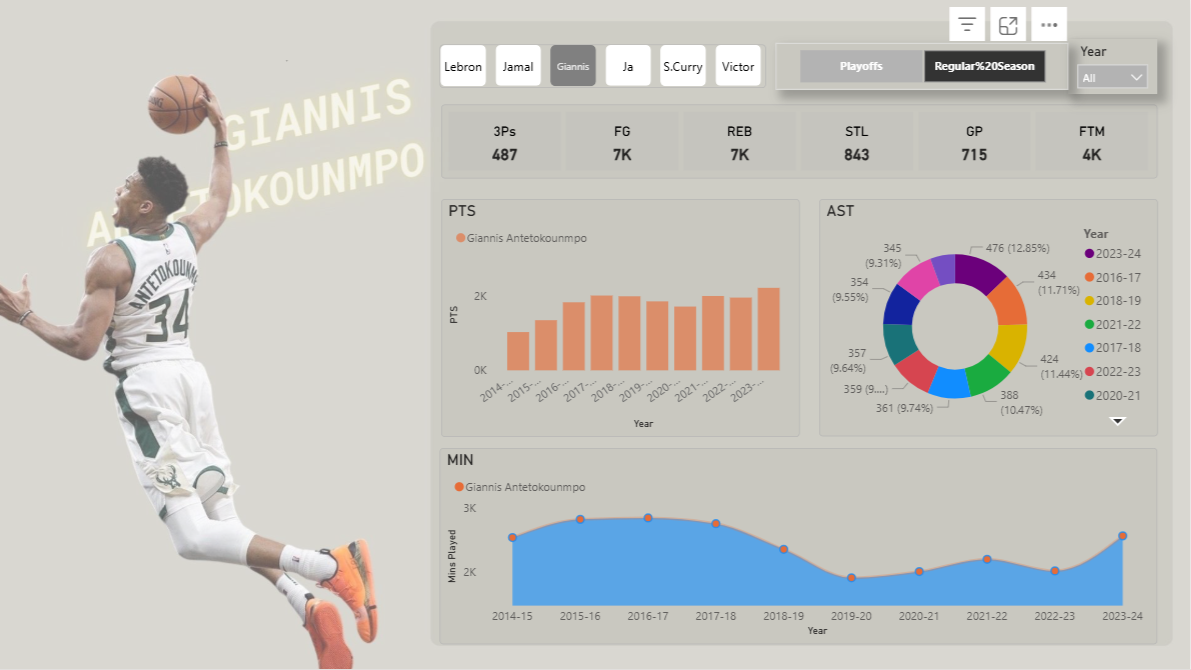 GIANNIS
ANTETOKOUNMPO
ANTETOKOUNM
34
Lebron Jamal Giannis Ja S.Curry Victor
Playoffs Regular%20Season
Year
All
3Ps FG REB STL GP FTM
487 7K 7K 843 715 4K
PTS
Giannis Antetokounmpo
2K
0K
PTS
2014-... 2015-... 2016-... 2017-... 2018-... 2019-... 2020-... 2021-... 2022-... 2023-...
Year
AST
476 (12.85%)
434
(11.71%)
424
(11.44%)
388
(10.47%)
361 (9.74%)
359 (9....)
357
(9.64%)
354
(9.55%)
345
(9.31%)
Year
2023-24
2016-17
2018-19
2021-22
2017-18
2022-23
2020-21
MIN
Giannis Antetokounmpo
3K
2K
Mins Played
2014-15 2015-16 2016-17 2017-18 2018-19 2019-20 2020-21 2021-22 2022-23 2023-24
Year